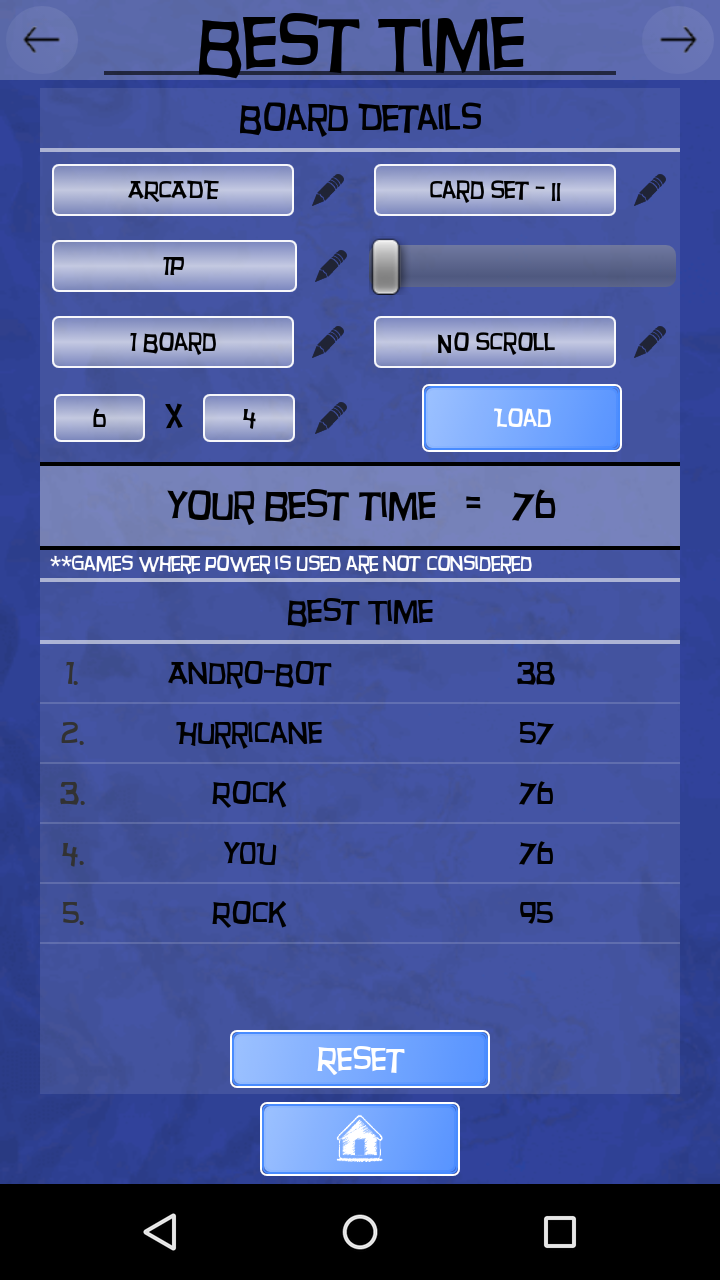 BEST TIME
BOARD DETAILS
ARCADE
CARD SET - II
1P
1 BOARD
NO SCROLL
6 X 4
LOAD
YOUR BEST TIME = 76
**GAMES WHERE POWER IS USED ARE NOT CONSIDERED
BEST TIME
1. ANDRO-BOT 38
2. HURRICANE 57
3. ROCK 76
4. YOU 76
5. ROCK 95
RESET